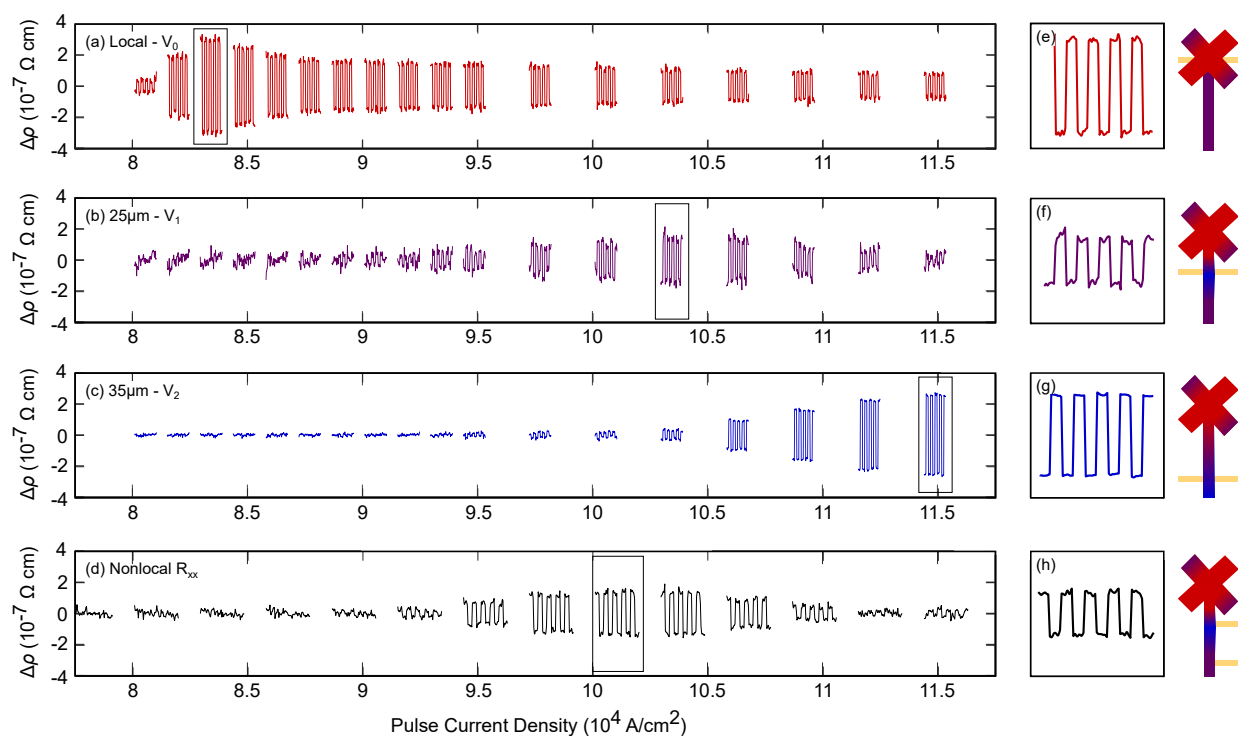 (a) Local - V0
Δρ (10-7 Ω cm)
4
2
0
-2
-4
8 8.5 9 9.5 10 10.5 11 11.5
(e)
(b) 25μm - V1
Δρ (10-7 Ω cm)
4
2
0
-2
-4
8 8.5 9 9.5 10 10.5 11 11.5
(f)
(c) 35μm - V2
Δρ (10-7 Ω cm)
4
2
0
-2
-4
8 8.5 9 9.5 10 10.5 11 11.5
(g)
(d) Nonlocal Rxx
Δρ (10-7 Ω cm)
4
2
0
-2
-4
8 8.5 9 9.5 10 10.5 11 11.5
(h)
Pulse Current Density (104 A/cm2)